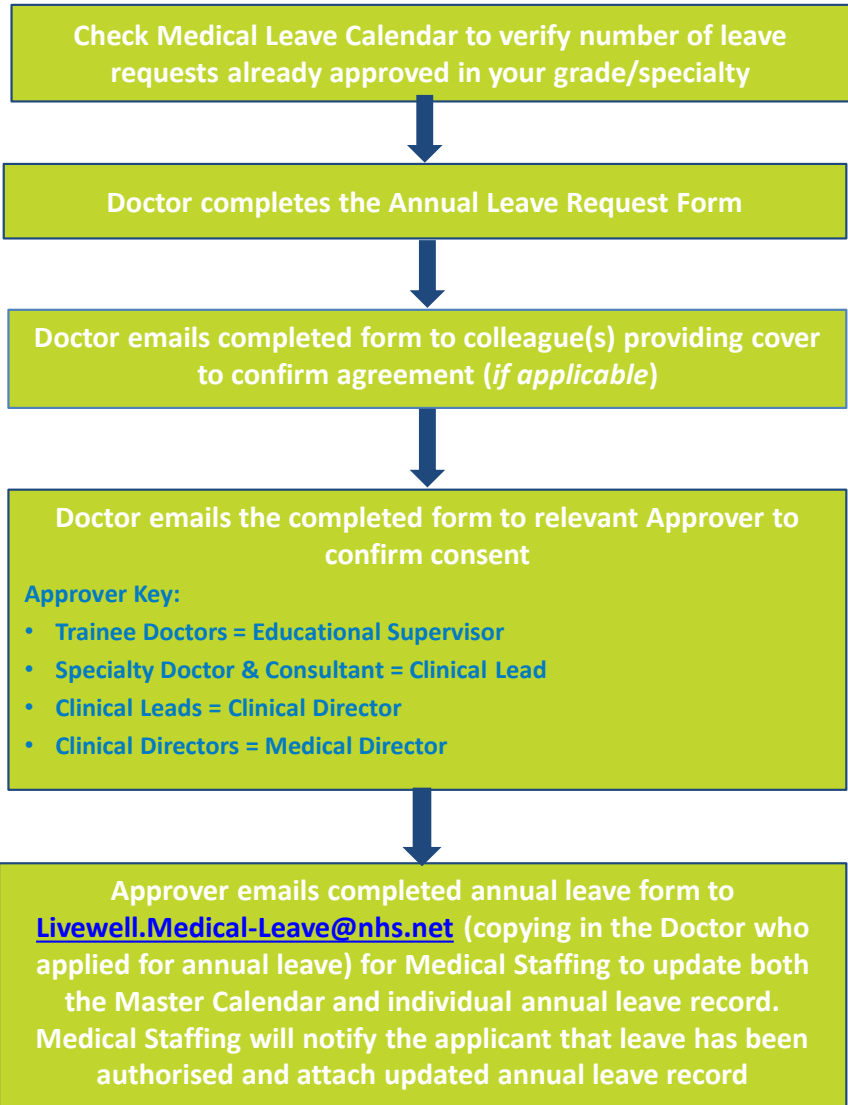 Check Medical Leave Calendar to verify number of leave
requests already approved in your grade/specialty
Doctor completes the Annual Leave Request Form
Doctor emails completed form to colleague(s) providing cover
to confirm agreement (if applicable)
Doctor emails the completed form to relevant Approver to
confirm consent
Approver Key:
• Trainee Doctors = Educational Supervisor
• Specialty Doctor & Consultant = Clinical Lead
• Clinical Leads = Clinical Director
• Clinical Directors = Medical Director
Approver emails completed annual leave form to
Livewell.Medical-Leave@nhs.net (copying in the Doctor who
applied for annual leave) for Medical Staffing to update both
the Master Calendar and individual annual leave record.
Medical Staffing will notify the applicant that leave has been
authorised and attach updated annual leave record